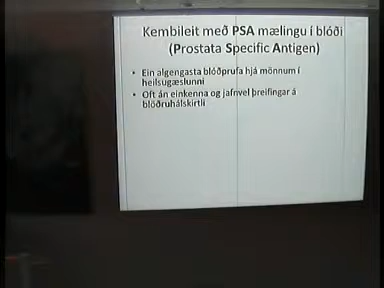 Kembileit með PSA mælingu í blóði
(Prostata Specific Antigen)
• Ein algengasta blóðprufa hjá mönnum í
heilsugæslunni
• Oft án einkenna og jafnvel þreifingar á
blöðruhálskirtli